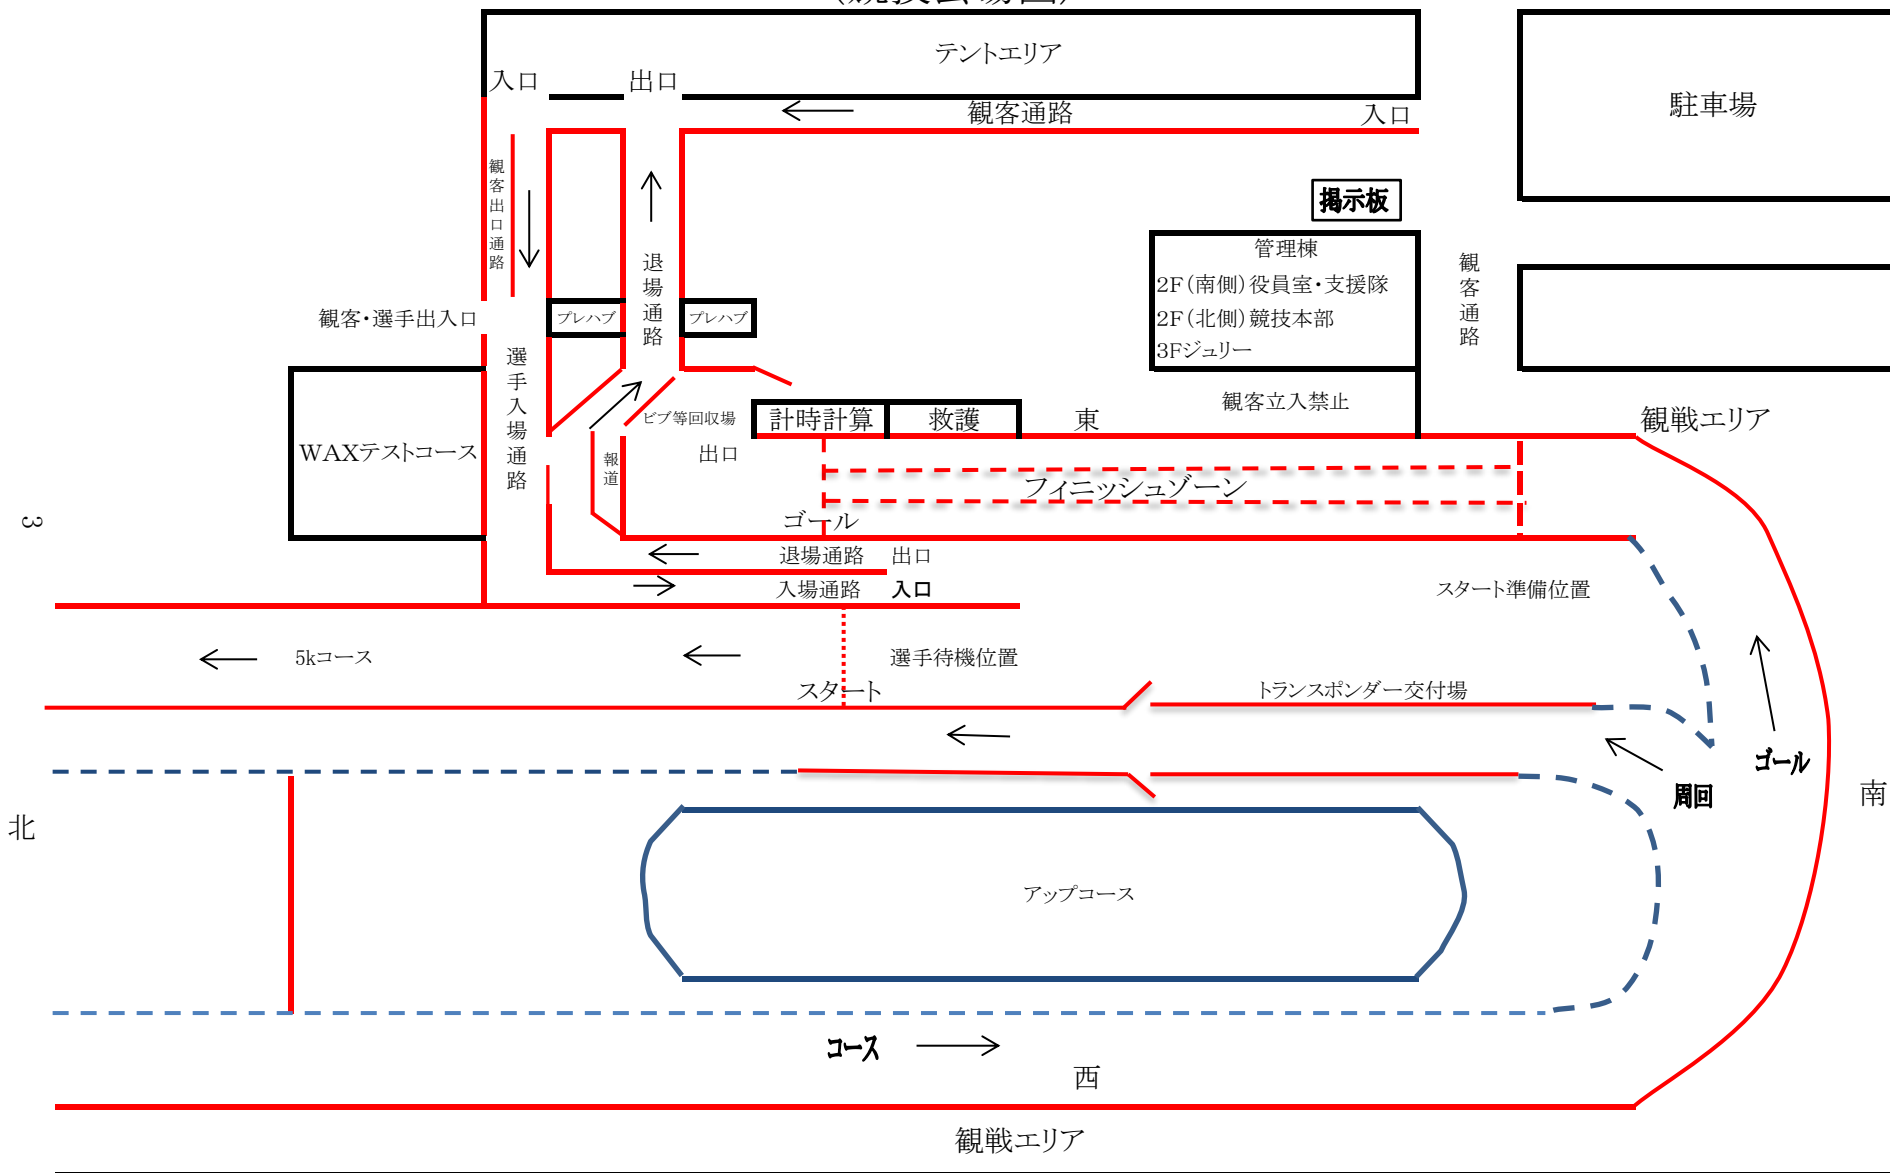 (競技会場図)
テントエリア
入口
出口
駐車場
観客通路
入口
観客出口通路
掲示板
退場通路
管理棟
2F(南側)役員室・支援隊
2F(北側)競技本部
3Fジュリー
観客通路
観客・選手出入口
プレハブ
プレハブ
選手入場通路
観客立入禁止
ビブ等回収場
計時計算
救護
東
観戦エリア
WAXテストコース
報道
出口
フィニッシュゾーン
3
ゴール
退場通路
出口
入場通路
入口
スタート準備位置
5kコース
選手待機位置
スタート
トランスポンダー交付場
ゴール
周回
南
北
アップコース
コース
西
観戦エリア